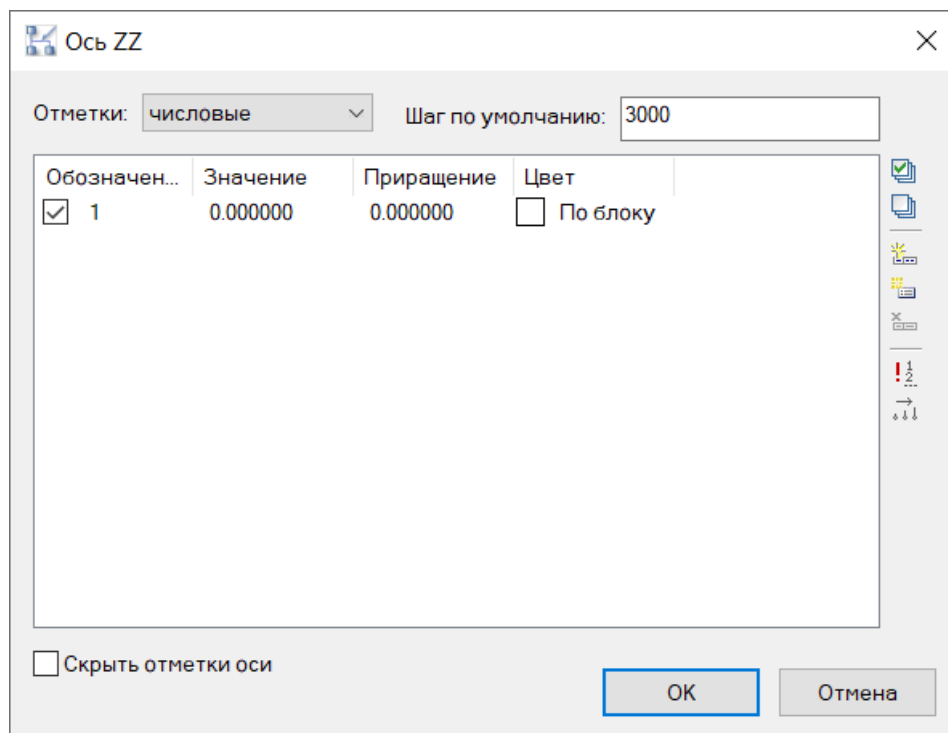 Ось ZZ
Отметки: числовые Шаг по умолчанию: 3000
Обозначен... Значение Приращение Цвет
1 0.000000 0.000000 По блоку
Скрыть отметки оси
OK Отмена